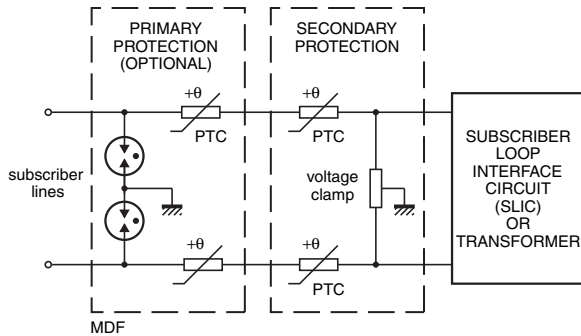 PRIMARY
PROTECTION
(OPTIONAL)
SECONDARY
PROTECTION
+θ
PTC
+θ
PTC
subscriber
lines
voltage
clamp
SUBSCRIBER
LOOP
INTERFACE
CIRCUIT
(SLIC)
OR
TRANSFORMER
+θ
+θ
PTC
MDF